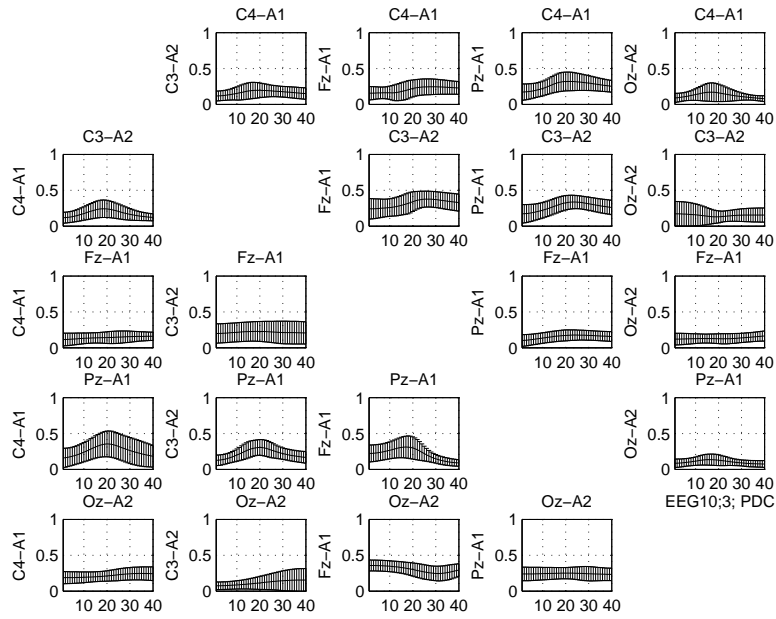 C4−A1 C4−A1 C4−A1 C4−A1
1 1 1 1
C3−A2 Fz−A1 Pz−A1 Oz−A2
0.5 0.5 0.5 0.5
0 0 0 0
10 20 30 40 10 20 30 40 10 20 30 40 10 20 30 40
C3−A2 C3−A2 C3−A2 C3−A2
1 1 1 1
C4−A1 Fz−A1 Pz−A1 Oz−A2
0.5 0.5 0.5 0.5
0 0 0 0
10 20 30 40 10 20 30 40 10 20 30 40 10 20 30 40
Fz−A1 Fz−A1 Fz−A1 Fz−A1
1 1 1 1
C4−A1 C3−A2 Pz−A1 Oz−A2
0.5 0.5 0.5 0.5
0 0 0 0
10 20 30 40 10 20 30 40 10 20 30 40 10 20 30 40
Pz−A1 Pz−A1 Pz−A1 Pz−A1
1 1 1 1
C4−A1 C3−A2 Fz−A1 Oz−A2
0.5 0.5 0.5 0.5
0 0 0 0
10 20 30 40 10 20 30 40 10 20 30 40 10 20 30 40
EEG10;3; PDC
Oz−A2 Oz−A2 Oz−A2 Oz−A2
1 1 1 1
C4−A1 C3−A2 Fz−A1 Pz−A1
0.5 0.5 0.5 0.5
0 0 0 0
10 20 30 40 10 20 30 40 10 20 30 40 10 20 30 40